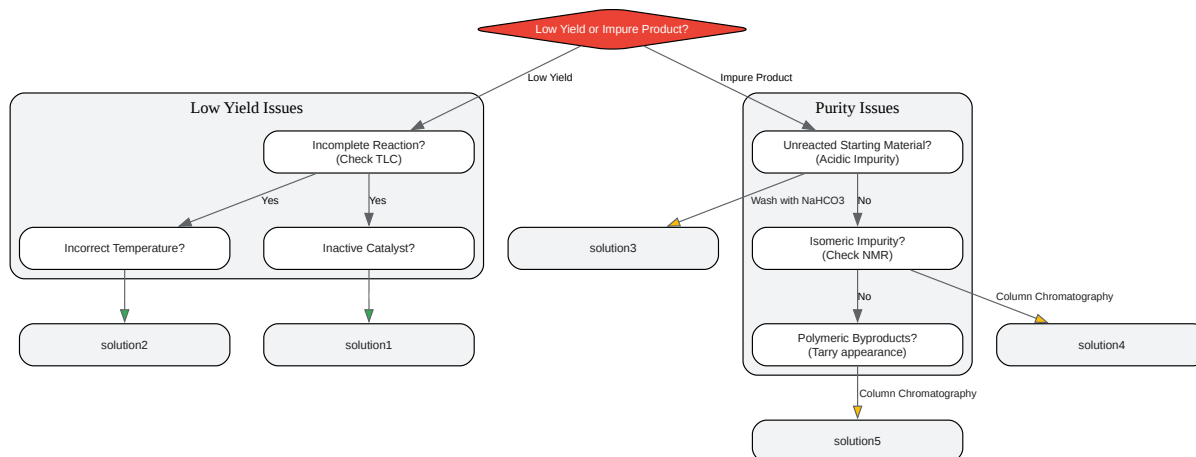 Low Yield or Impure Product?
Low Yield
Impure Product
Low Yield Issues
Purity Issues
Incomplete Reaction?
(Check TLC)
Unreacted Starting Material?
(Acidic Impurity)
Yes
Yes
Wash with NaHCO3
No
Incorrect Temperature?
Inactive Catalyst?
solution3
Isomeric Impurity?
(Check NMR)
Column Chromatography
No
solution2
solution1
Polymeric Byproducts?
(Tarry appearance)
solution4
Column Chromatography
solution5